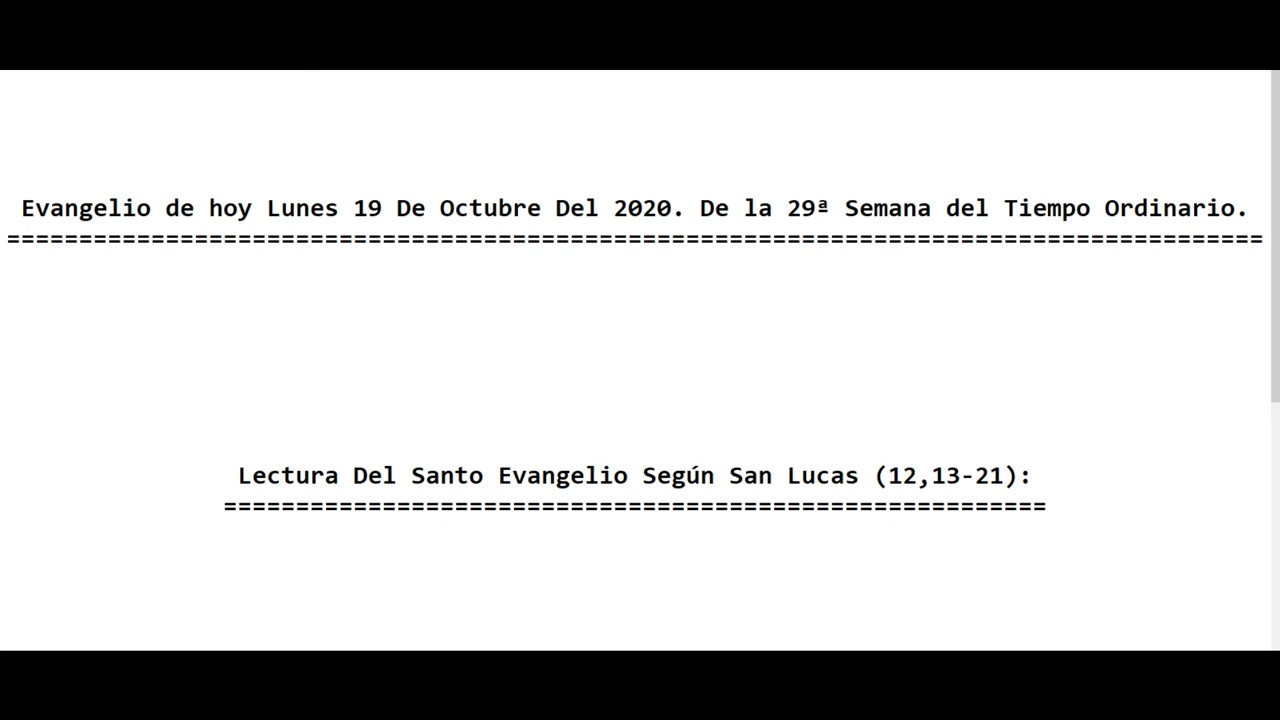 Evangelio de hoy Lunes 19 De Octubre Del 2020. De la 29ª Semana del Tiempo Ordinario.
=======================================================================================
Lectura Del Santo Evangelio Según San Lucas (12,13-21):
=========================================================